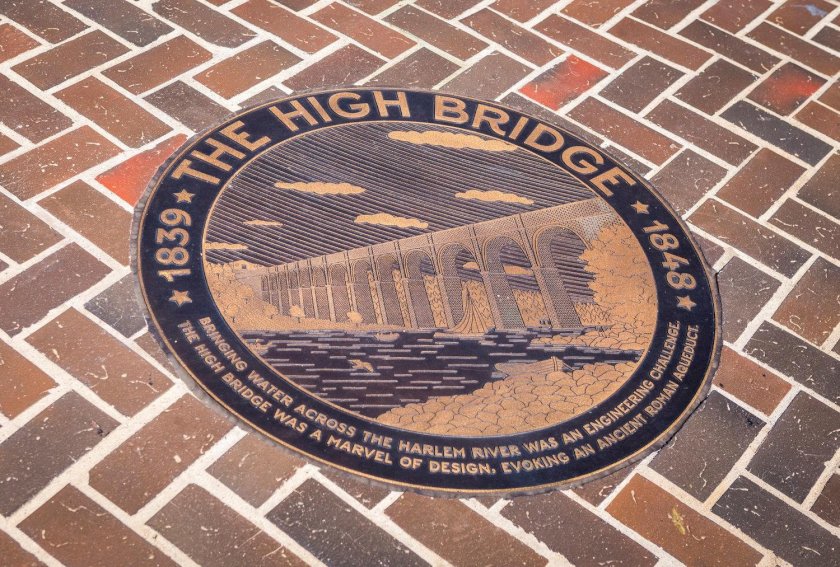 THE HIGH BRIDGE
★ 1839 ★
★ 1848 ★
BRINGING WATER ACROSS THE HARLEM RIVER WAS AN ENGINEERING CHALLENGE.
THE HIGH BRIDGE WAS A MARVEL OF DESIGN, EVOKING AN ANCIENT ROMAN AQUEDUCT.